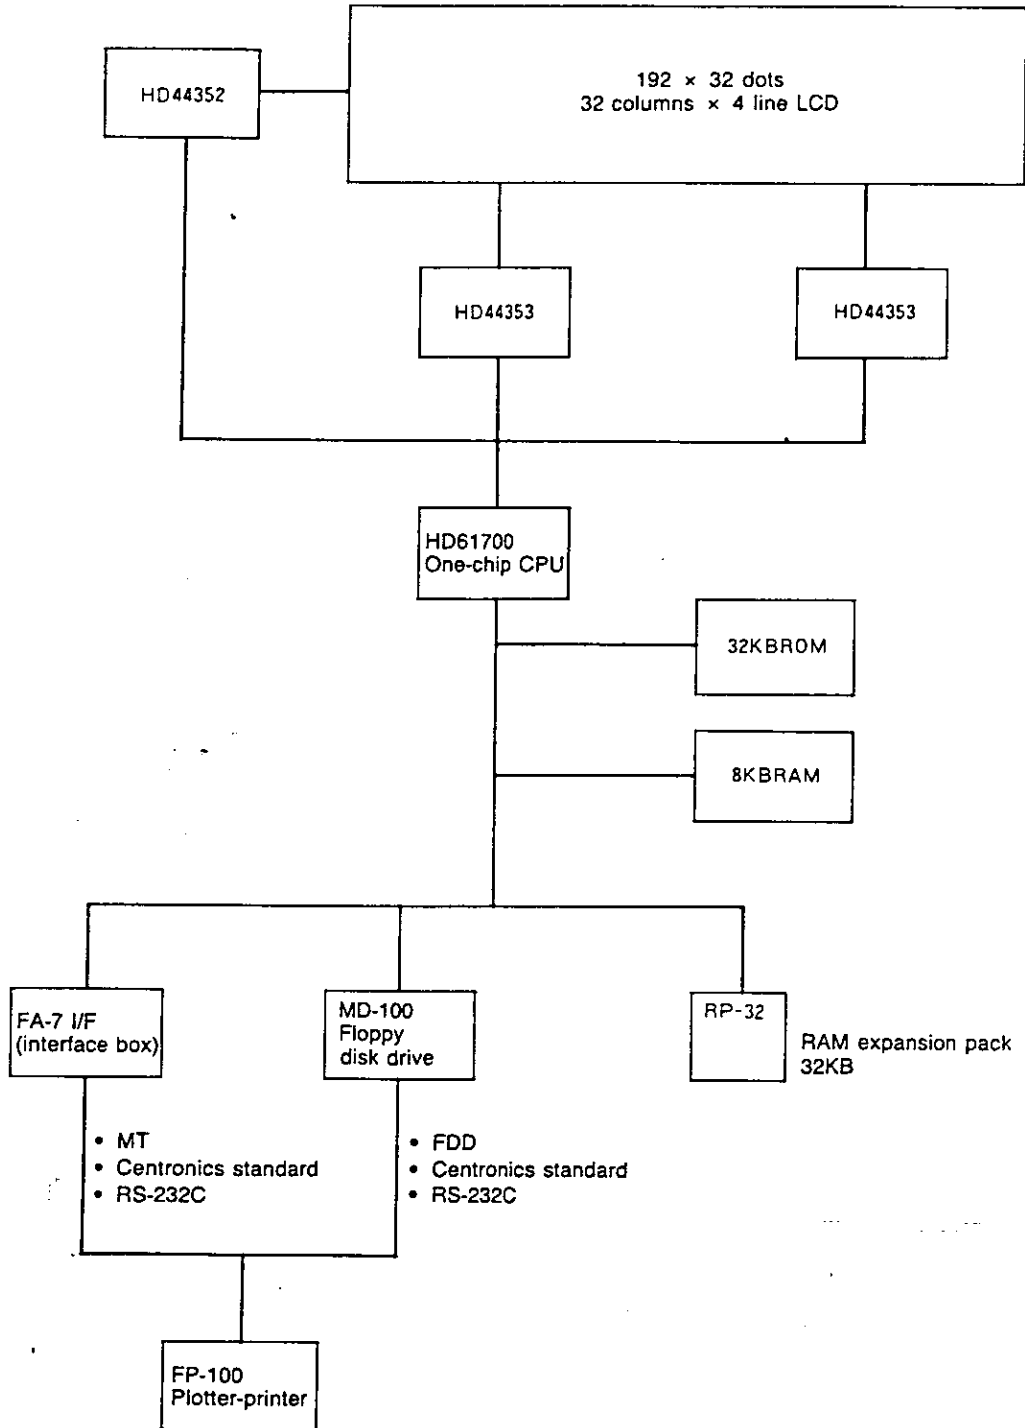 192 × 32 dots
32 columns × 4 line LCD
HD44352
HD44353
HD44353
HD61700
One-chip CPU
32KBROM
8KBRAM
FA-7 I/F
(interface box)
MD-100
Floppy
disk drive
RP-32
RAM expansion pack
32KB
• MT
• Centronics standard
• RS-232C
• FDD
• Centronics standard
• RS-232C
FP-100
Plotter-printer